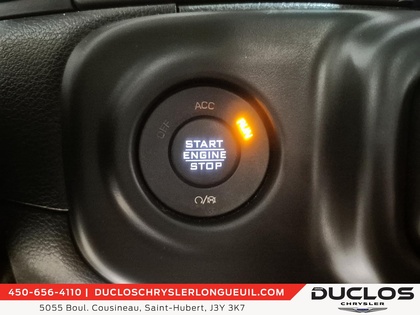 ACC
OFF
RUN
START
ENGINE
STOP
450-656-4110 | DUCLOSCHRYSLERLONGUEUIL.COM
5055 Boul. Cousineau, Saint-Hubert, J3Y 3K7
DUCLOS
CHRYSLER